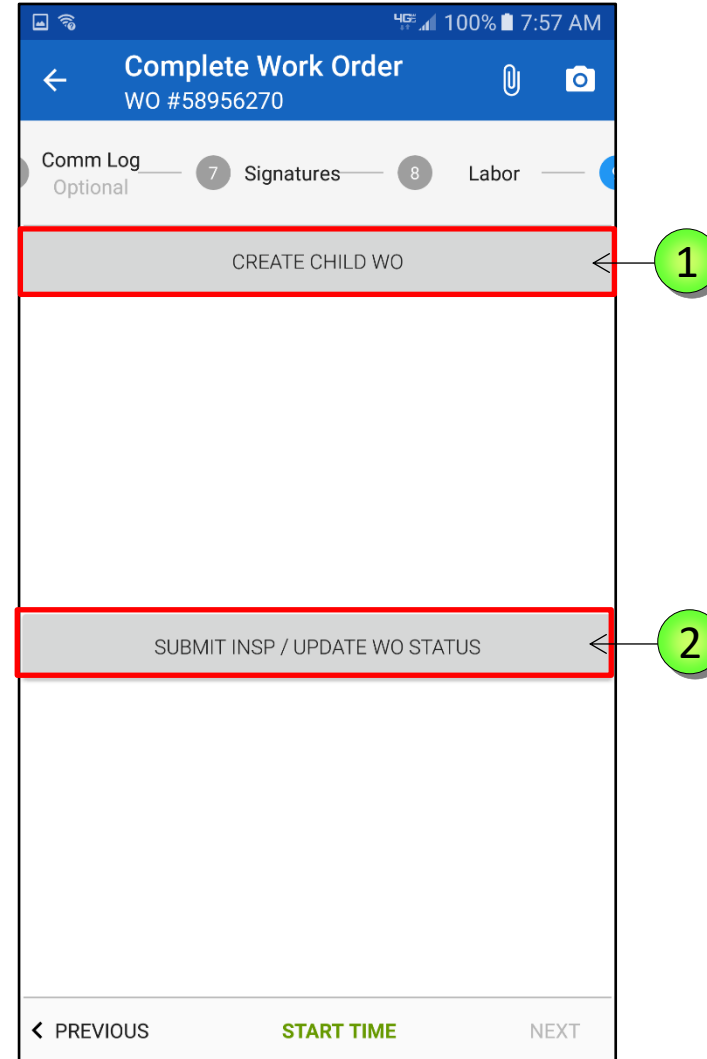 4G LTE 100% 7:57 AM
Complete Work Order
WO #58956270
Comm Log 7 Signatures 8 Labor
Optional
CREATE CHILD WO
1
SUBMIT INSP / UPDATE WO STATUS
2
PREVIOUS START TIME NEXT